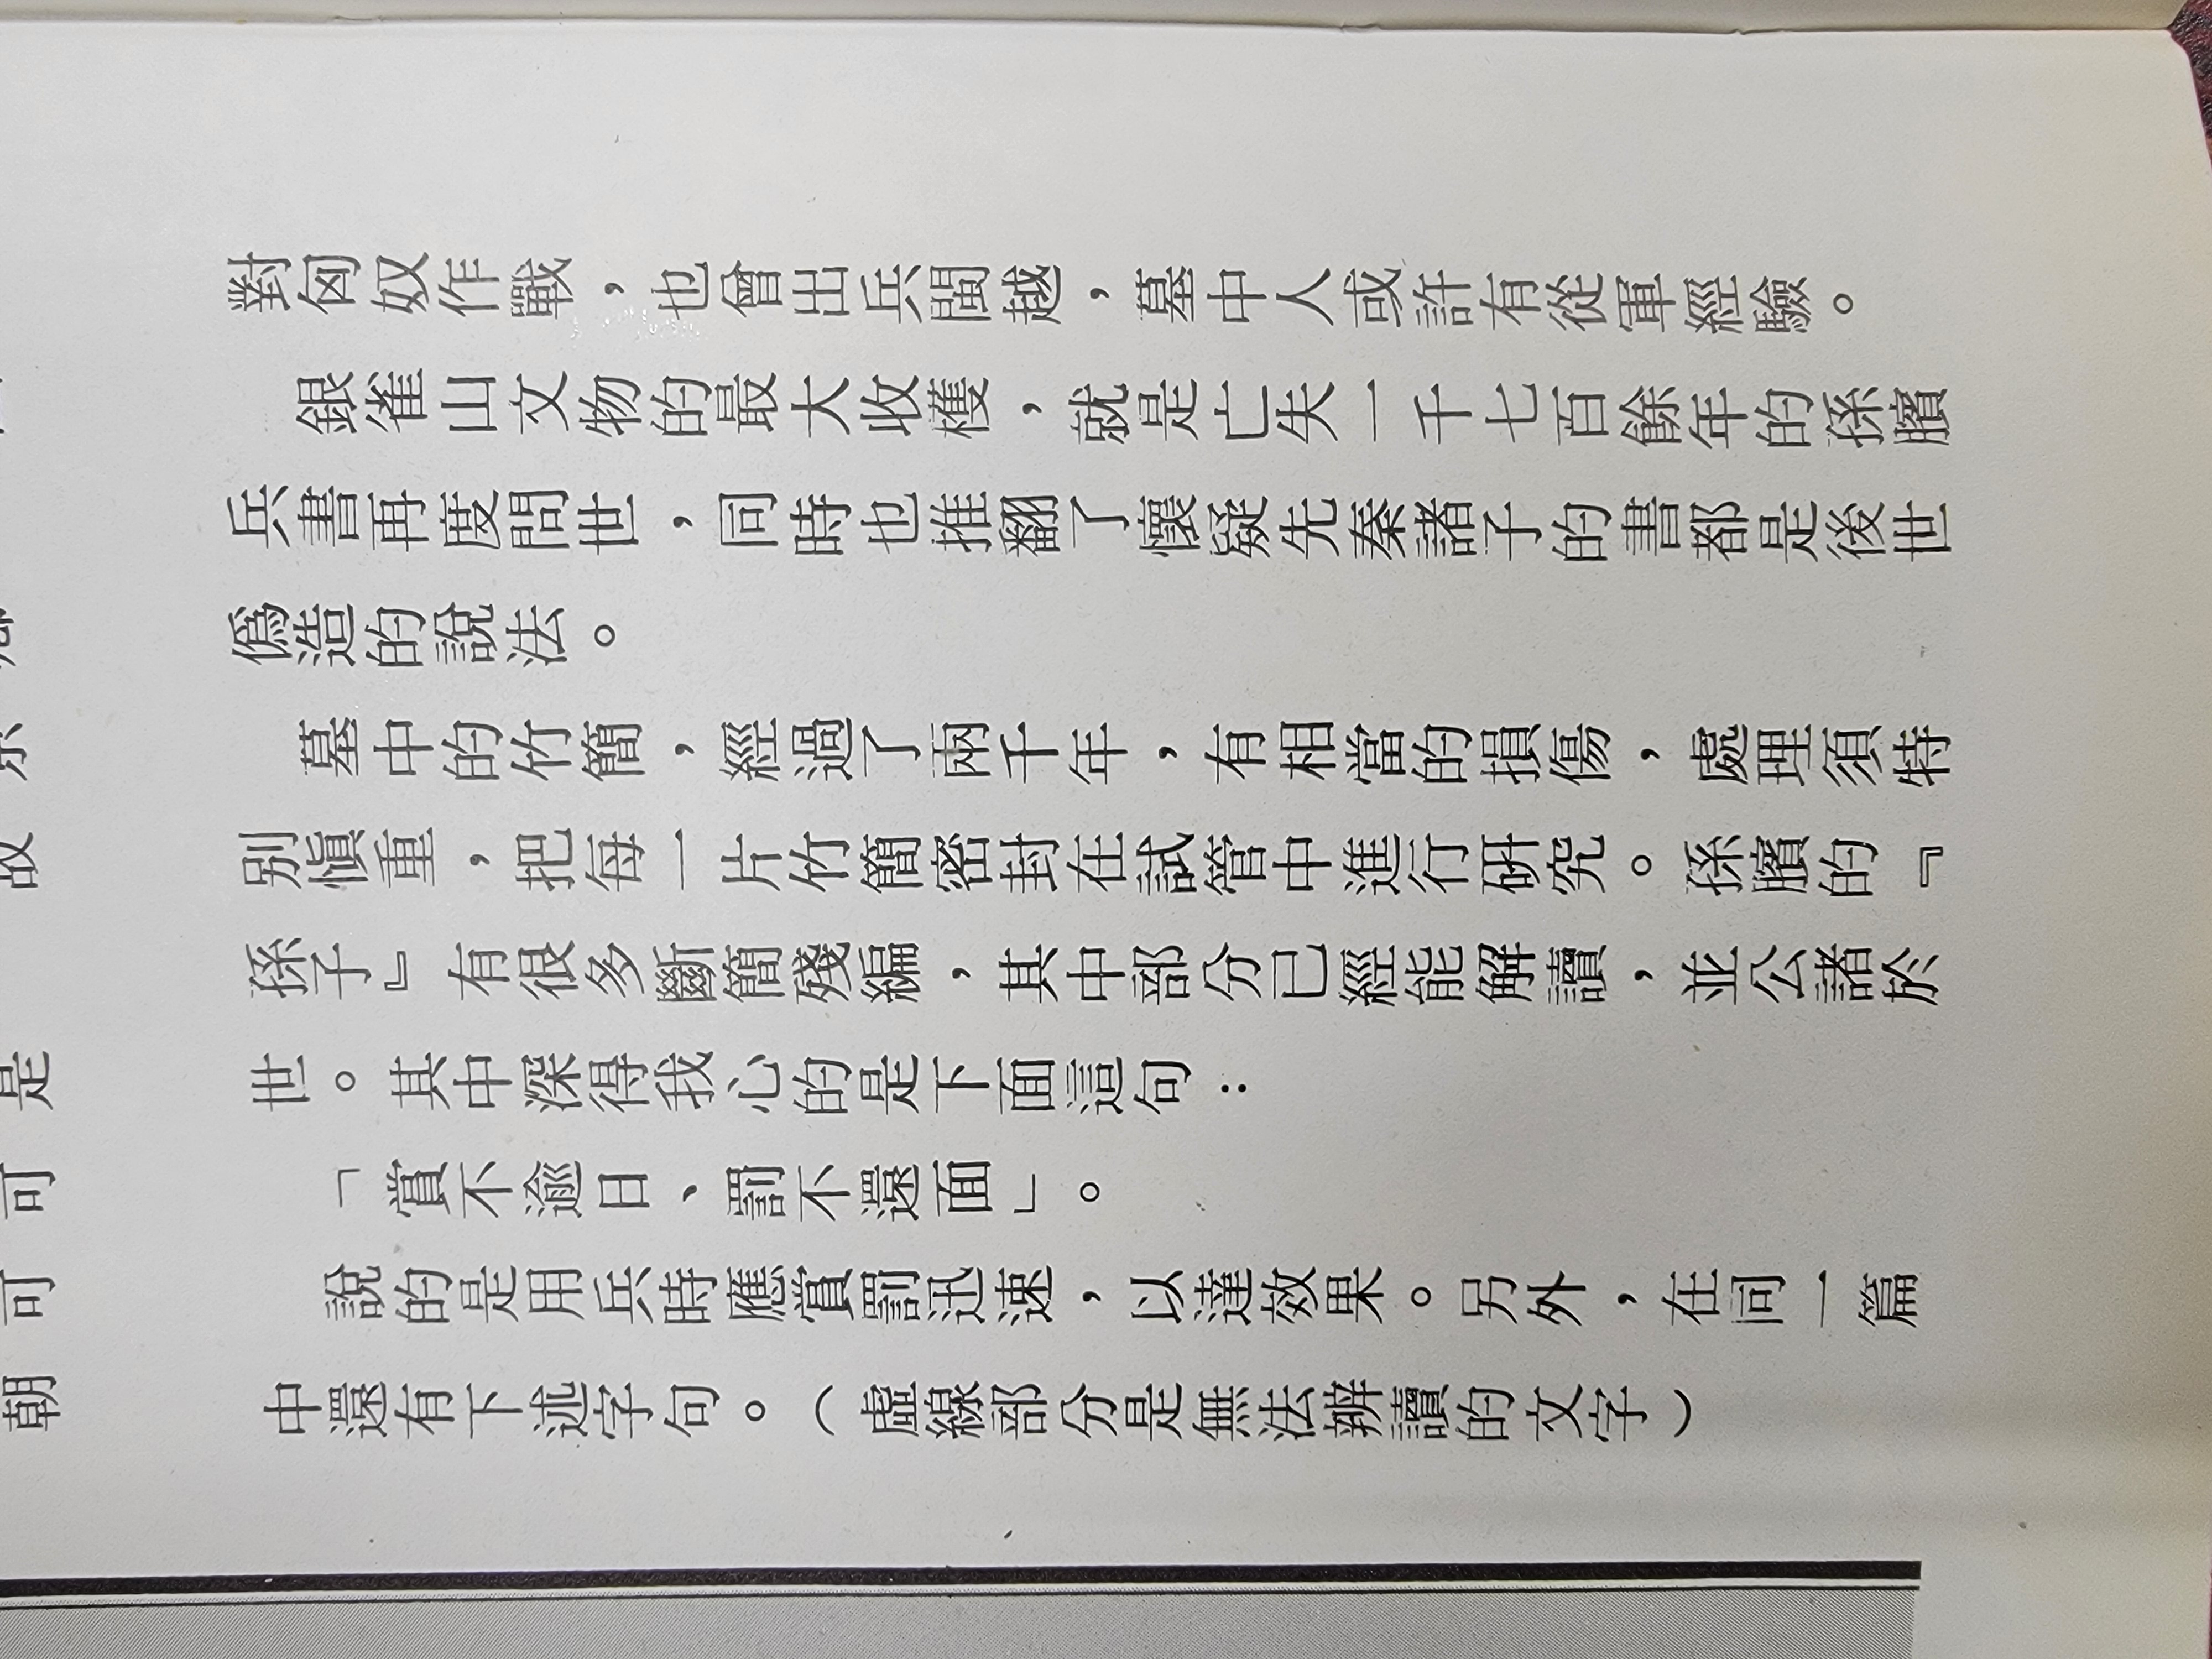 對匈奴作戰，也曾出兵閩越，墓中人或許有從軍經驗。
銀雀山文物的最大收穫，就是亡失一千七百餘年的孫臏
兵書再度問世，同時也推翻了懷疑先秦諸子的書都是後世
僞造的說法。
墓中的竹簡，經過了兩千年，有相當的損傷，處理須特
別愼重，把每一片竹簡密封在試管中進行研究。孫臏的『
孫子』有很多斷簡殘編，其中部分已經能解讀，並公諸於
世。其中深得我心的是下面這句：
「賞不逾日、罰不還面」。
說的是用兵時應賞罰迅速，以達效果。另外，在同一篇
中還有下述字句。（虛線部分是無法辨讀的文字）
是
可
可
朝